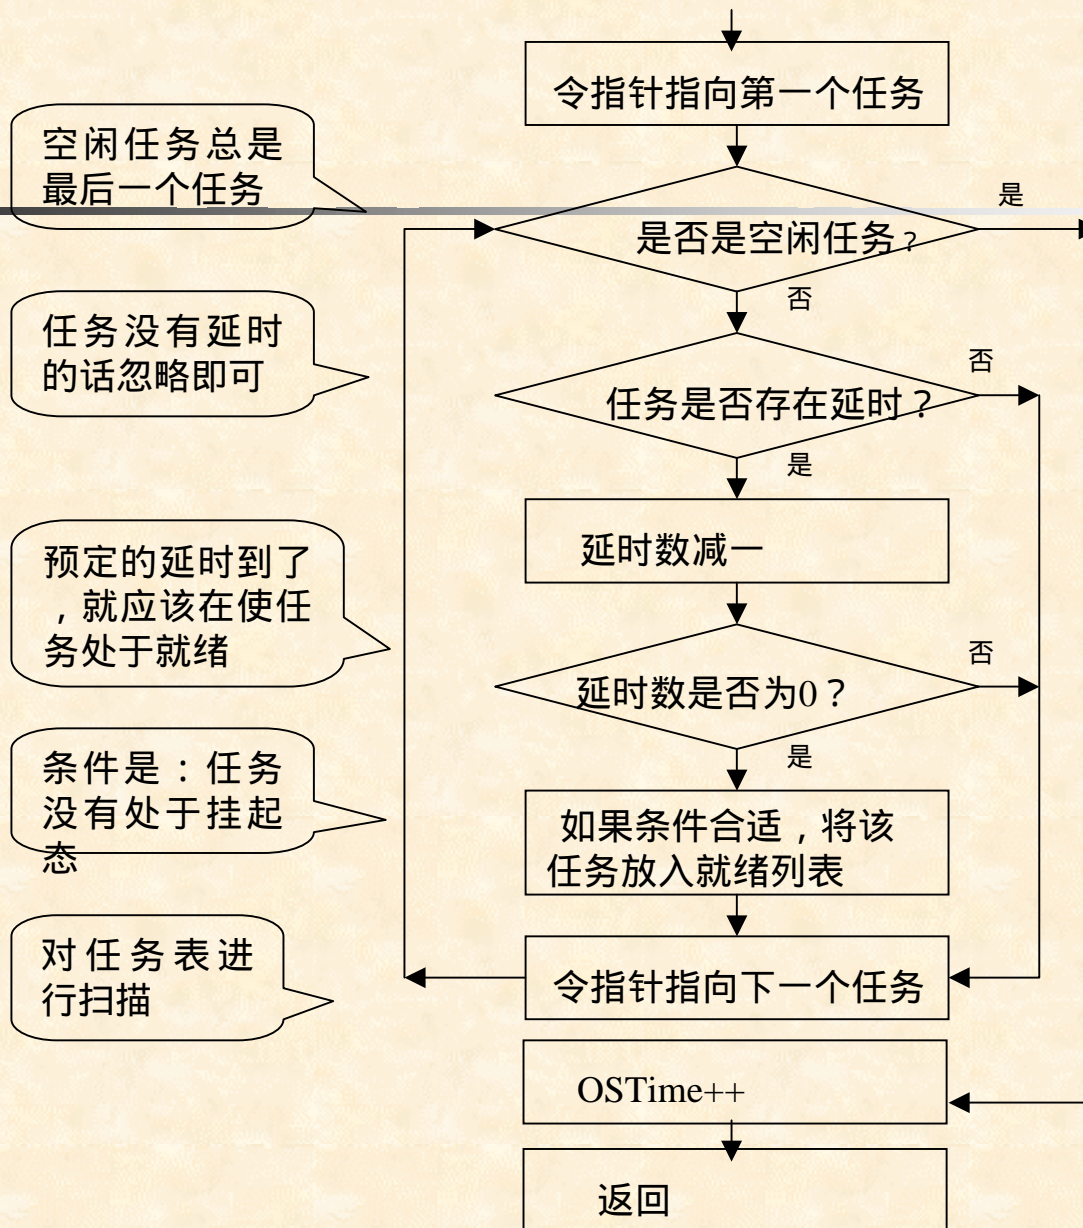 令指针指向第一个任务
空闲任务总是
最后一个任务
是
是否是空闲任务？
否
任务没有延时
的话忽略即可
否
任务是否存在延时？
是
预定的延时到了
，就应该在使任
务处于就绪
延时数减一
否
延时数是否为0？
是
条件是：任务
没有处于挂起
态
如果条件合适，将该
任务放入就绪列表
对任务表进
行扫描
令指针指向下一个任务
OSTime++
返回